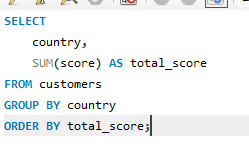 SELECT
country,
SUM(score) AS total_score
FROM customers
GROUP BY country
ORDER BY total_score;